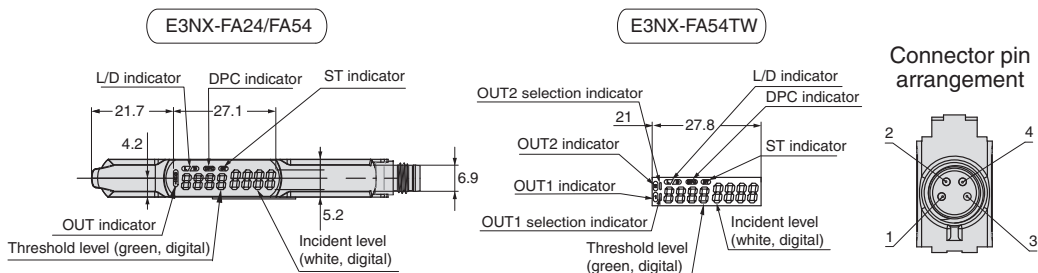 E3NX-FA24/FA54
L/D indicator
DPC indicator
ST indicator
21.7
27.1
4.2
6.9
5.2
OUT indicator
Threshold level (green, digital)
Incident level
(white, digital)
E3NX-FA54TW
L/D indicator
OUT2 selection indicator
DPC indicator
21
27.8
OUT2 indicator
ST indicator
OUT1 indicator
OUT1 selection indicator
Threshold level
(green, digital)
Incident level
(white, digital)
Connector pin
arrangement
2
4
1
3